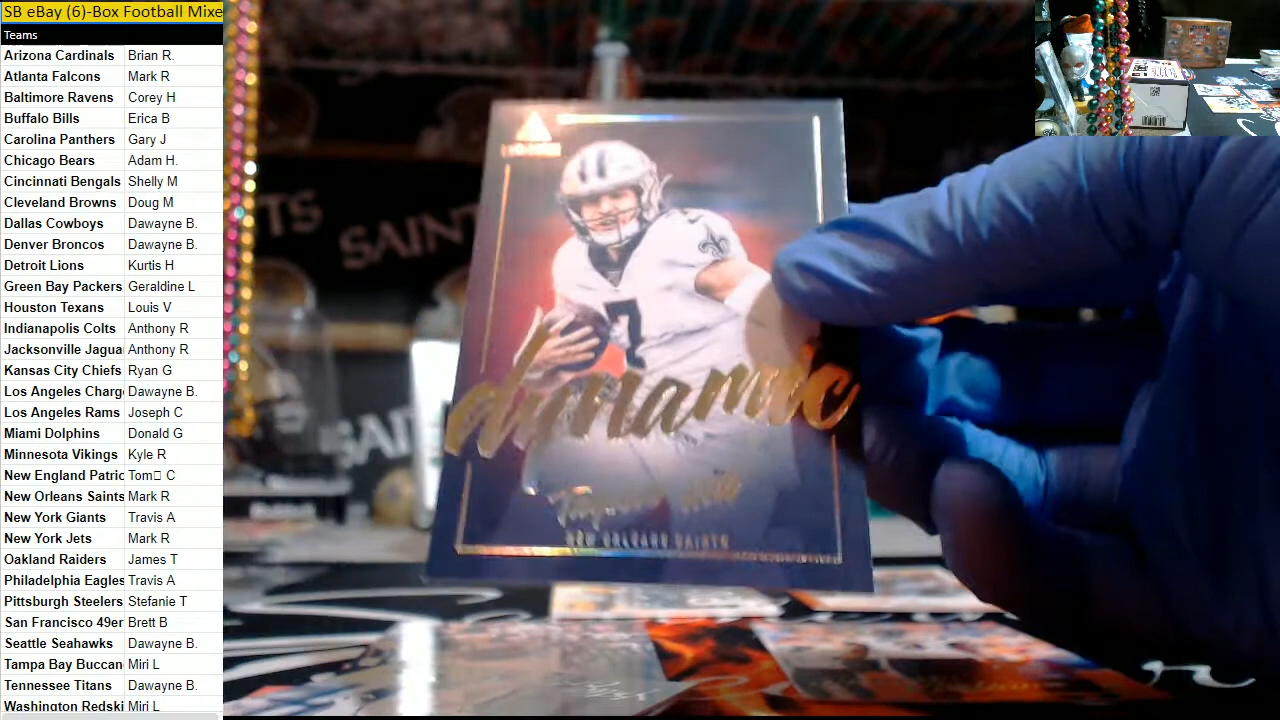 SB eBay (6)-Box Football Mixe
Teams
Arizona Cardinals Brian R.
Atlanta Falcons Mark R
Baltimore Ravens Corey H
Buffalo Bills Erica B
Carolina Panthers Gary J
Chicago Bears Adam H.
Cincinnati Bengals Shelly M
Cleveland Browns Doug M
Dallas Cowboys Dawayne B.
Denver Broncos Dawayne B.
Detroit Lions Kurtis H
Green Bay Packers Geraldine L
Houston Texans Louis V
Indianapolis Colts Anthony R
Jacksonville Jagua Anthony R
Kansas City Chiefs Ryan G
Los Angeles Charg Dawayne B.
Los Angeles Rams Joseph C
Miami Dolphins Donald G
Minnesota Vikings Kyle R
New England Patric Tom□ C
New Orleans Saints Mark R
New York Giants Travis A
New York Jets Mark R
Oakland Raiders James T
Philadelphia Eagles Travis A
Pittsburgh Steelers Stefanie T
San Francisco 49er Brett B
Seattle Seahawks Dawayne B.
Tampa Bay Buccan Miri L
Tennessee Titans Dawayne B.
Washington Redski Miri L
TS
SAINT
SAI
7
dynamic
NEW ORLEANS SAINTS